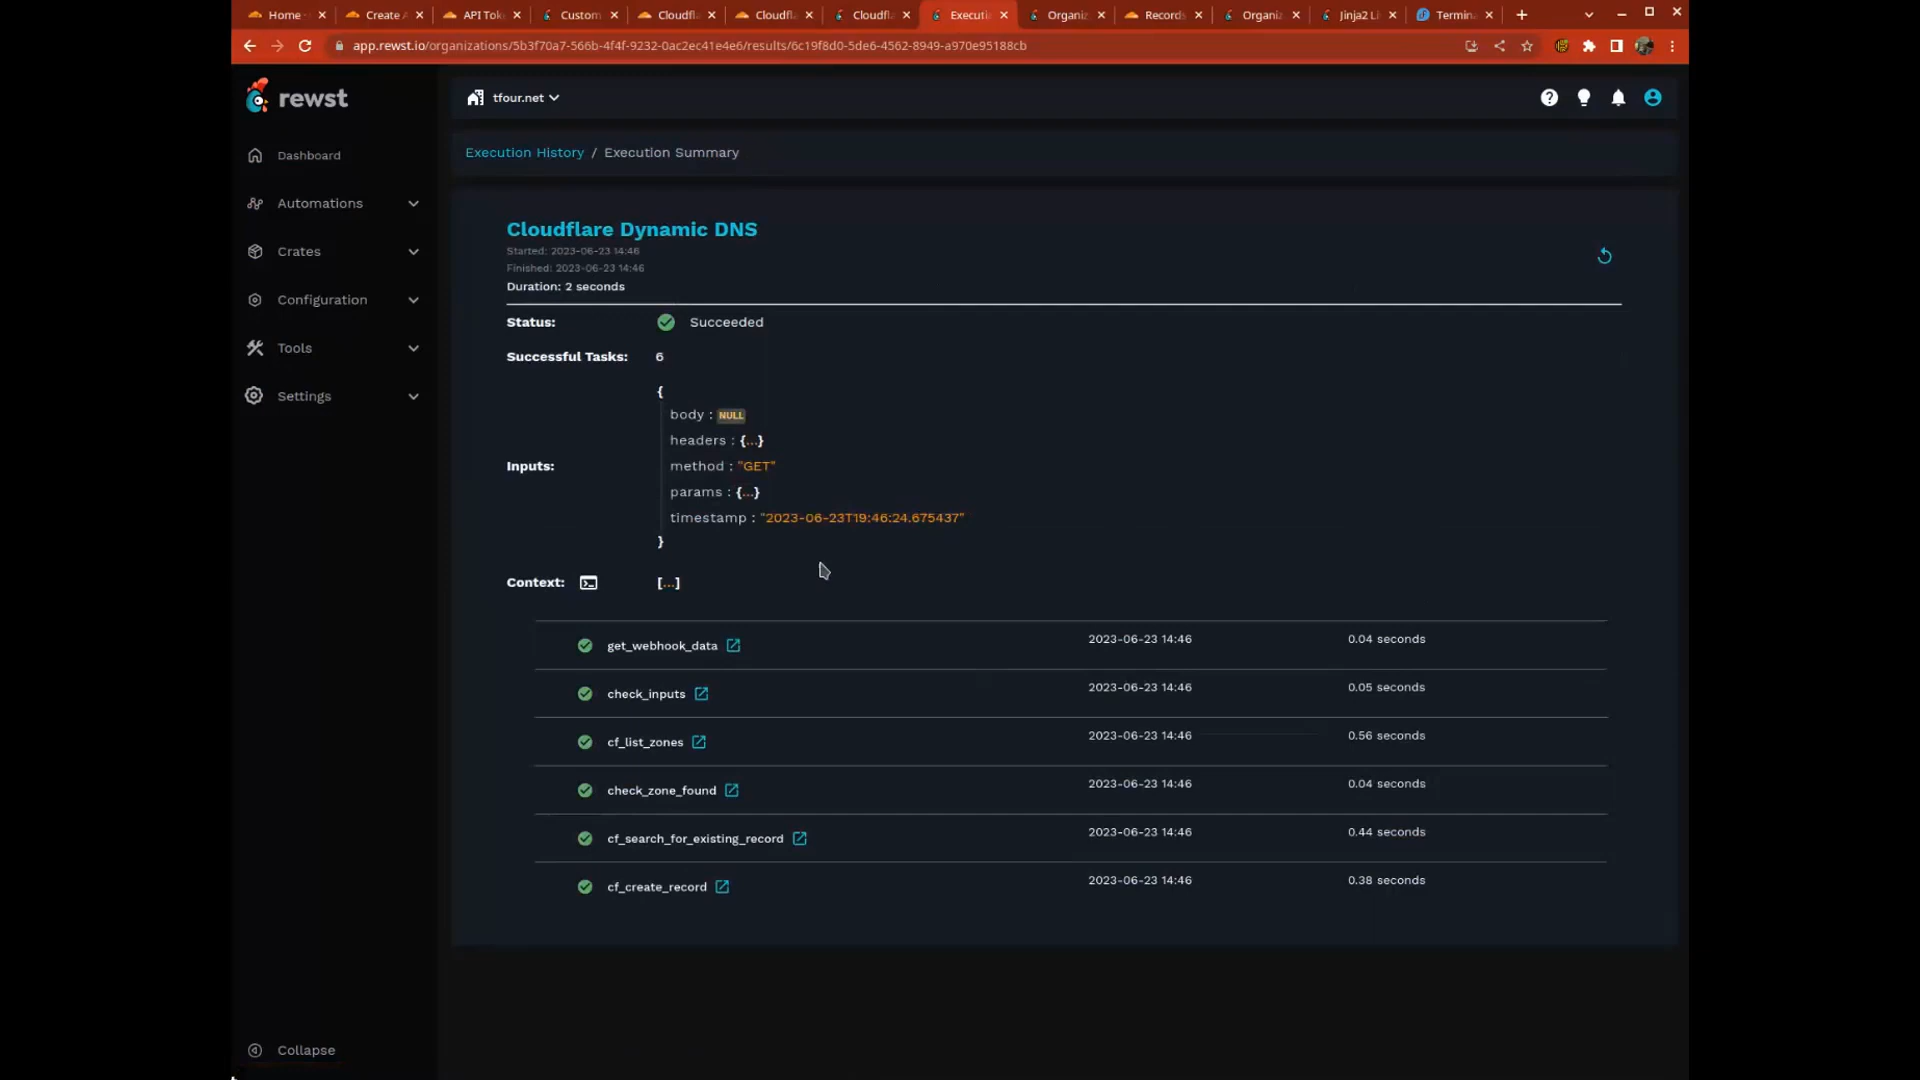 Home
Create A
API Tok
Custom
Cloudfl
Cloudfl
Cloudfl
Executi
Organiz
Records
Organiz
Jinja2 Li
Termin
app.rewst.io/organizations/5b3f70a7-566b-4f4f-9232-0ac2ec41e4e6/results/6c19f8d0-5de6-4562-8949-a970e95188cb
rewst
tfour.net
Dashboard
Automations
Crates
Configuration
Tools
Settings
Collapse
Execution History / Execution Summary
Cloudflare Dynamic DNS
Started: 2023-06-23 14:46
Finished: 2023-06-23 14:46
Duration: 2 seconds
Status: Succeeded
Successful Tasks: 6
Inputs:
{
body : NULL
headers : {...}
method : "GET"
params : {...}
timestamp : "2023-06-23T19:46:24.675437"
}
Context: [...]
get_webhook_data 2023-06-23 14:46 0.04 seconds
check_inputs 2023-06-23 14:46 0.05 seconds
cf_list_zones 2023-06-23 14:46 0.56 seconds
check_zone_found 2023-06-23 14:46 0.04 seconds
cf_search_for_existing_record 2023-06-23 14:46 0.44 seconds
cf_create_record 2023-06-23 14:46 0.38 seconds